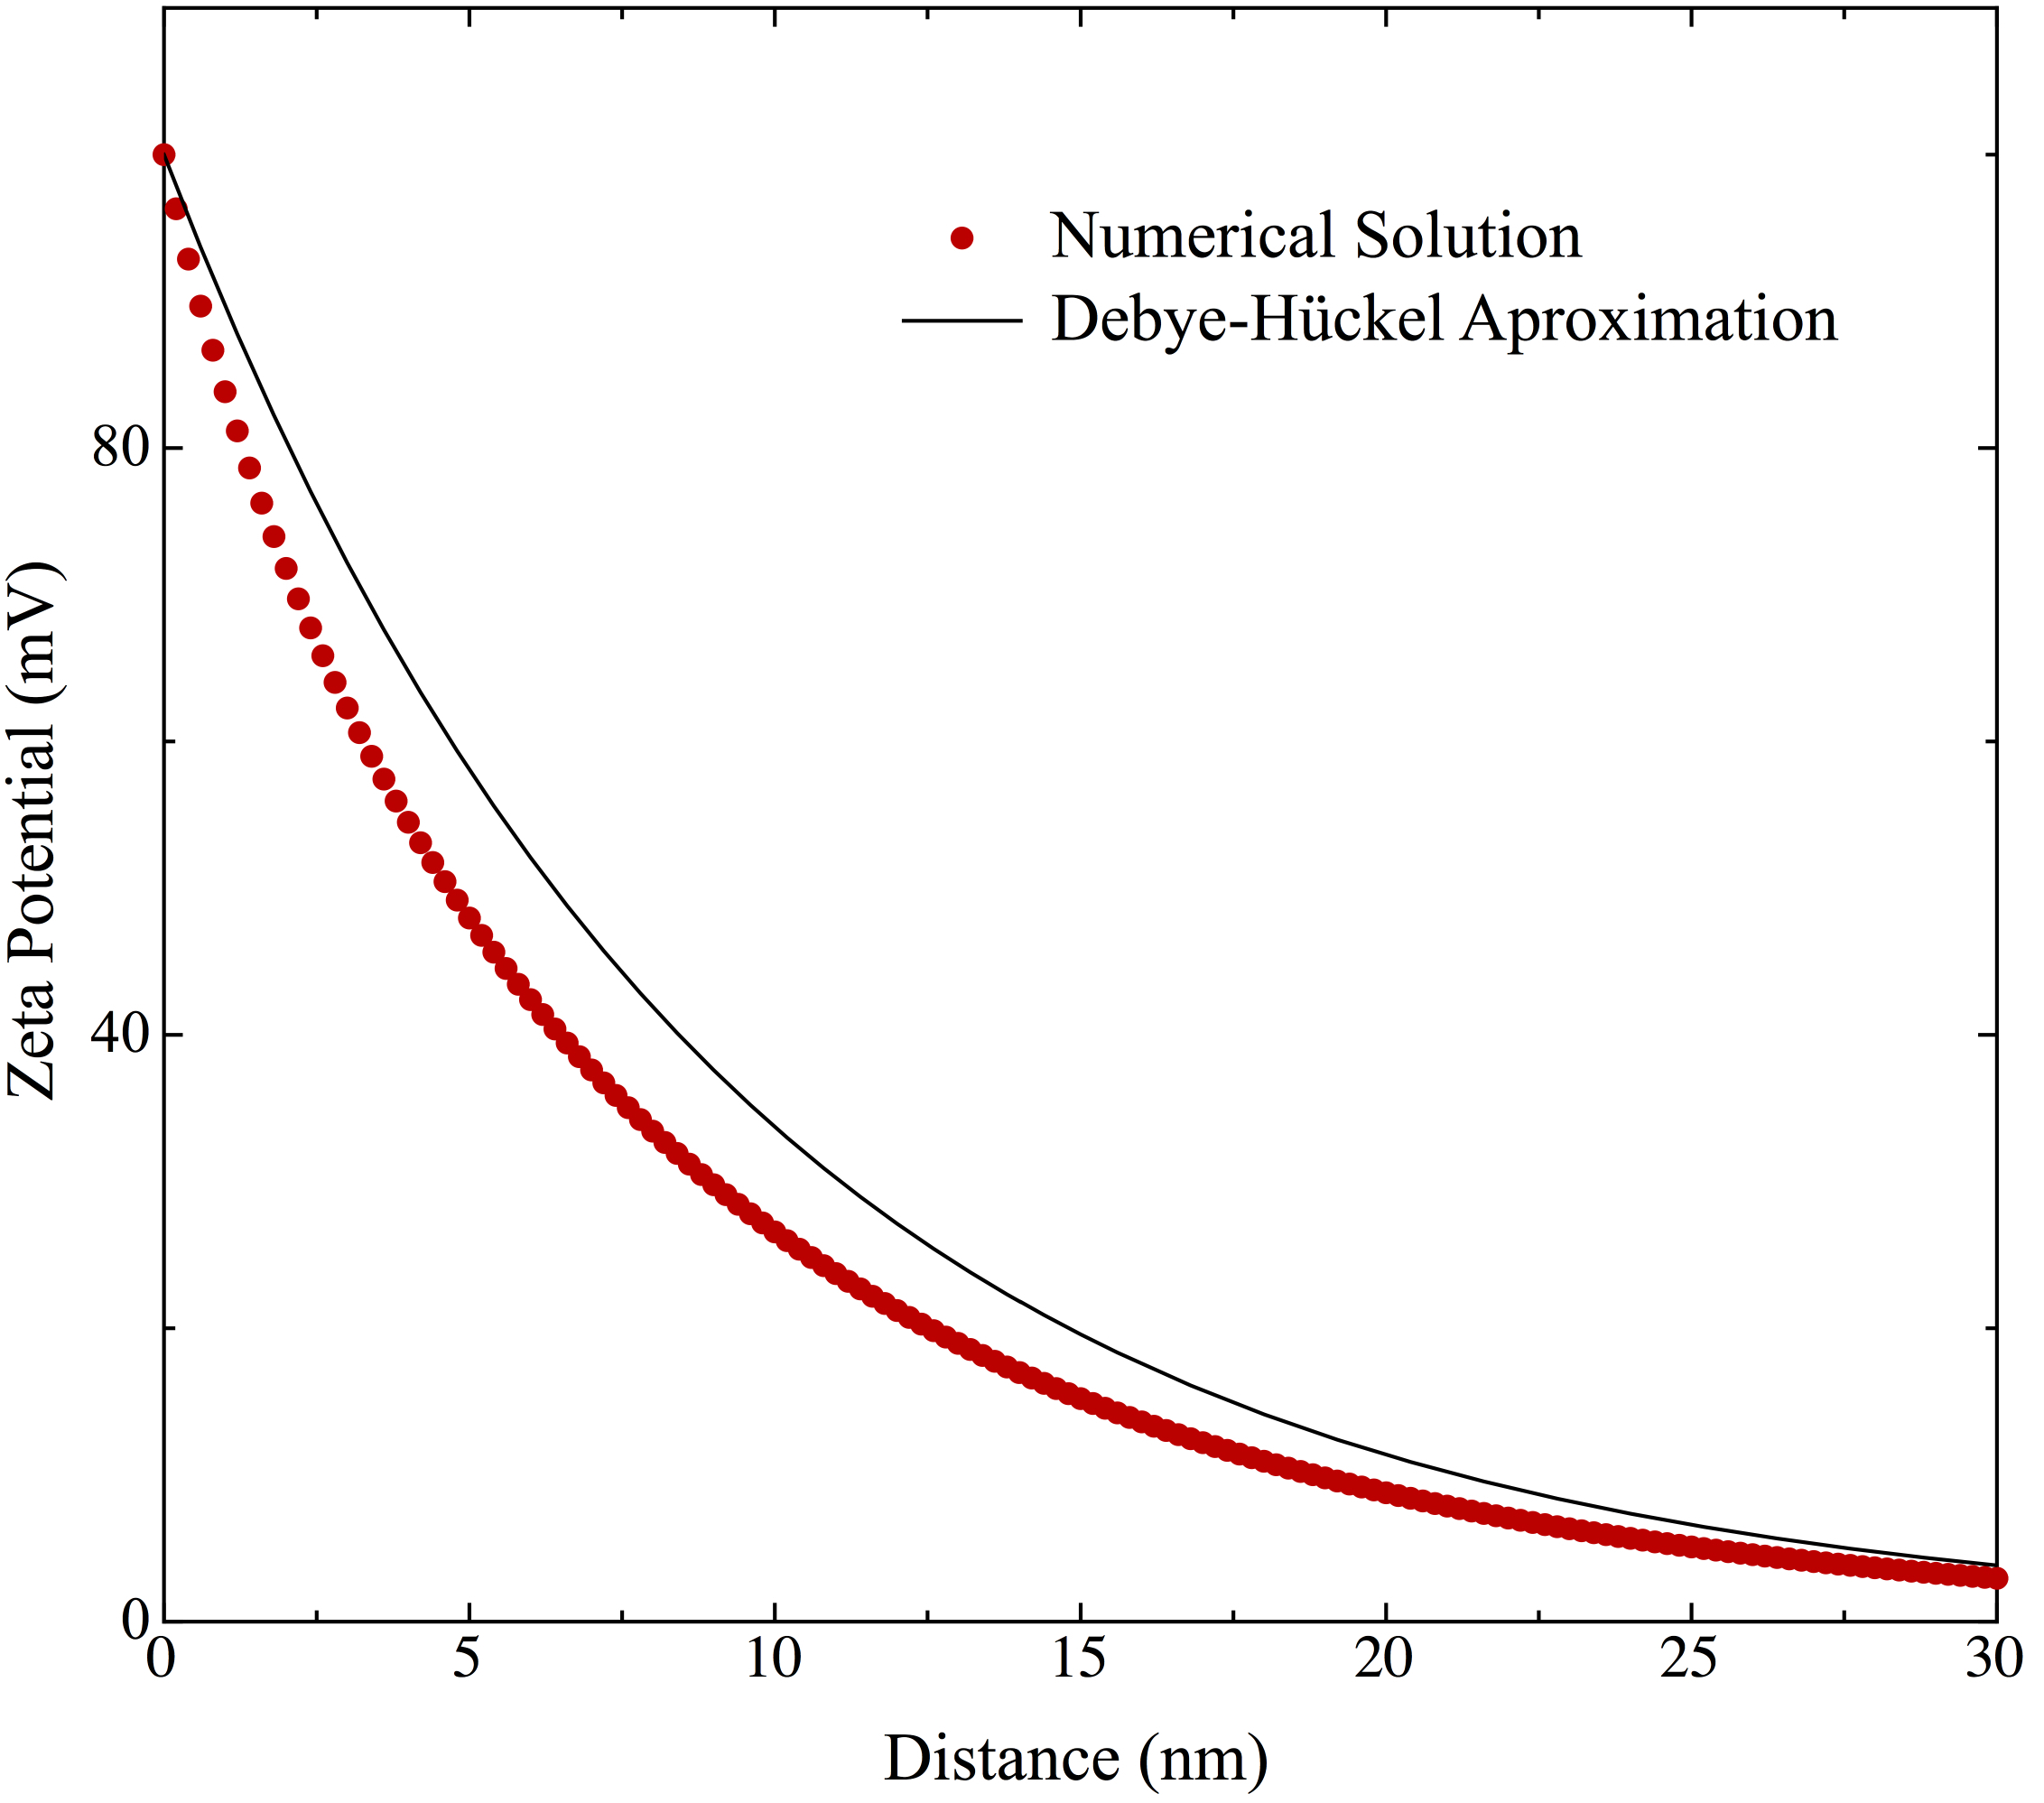 Numerical Solution
Debye-Hückel Aproximation
80
40
0
Zeta Potential (mV)
0 5 10 15 20 25 30
Distance (nm)